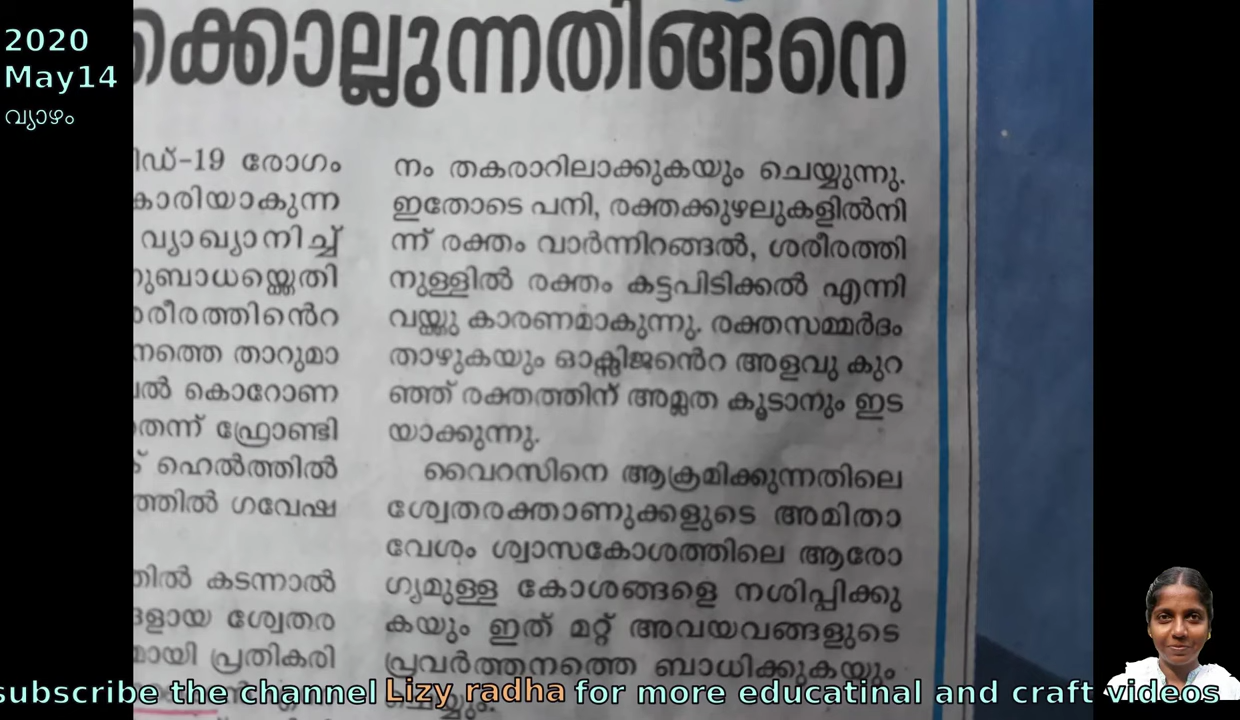 2020
May14
വ്യാഴം
ക്കൊല്ലുന്നതിങ്ങനെ
രോഗം
വ്യാഖ്യാനിച്ച്
താറുമാ
കൊറോണ
ഫ്രോണ്ടി
ഹെൽത്തിൽ
ഗവേഷ
കടന്നാൽ
ശ്വേതര
പ്രതികരി
നം തകരാറിലാക്കുകയും ചെയ്യുന്നു.
ഇതോടെ പനി, രക്തക്കുഴലുകളിൽനി
ന്ന് രക്തം വാർന്നിറങ്ങൽ, ശരീരത്തി
നുള്ളിൽ രക്തം കട്ടപിടിക്കൽ എന്നി
വയ്ക്കു കാരണമാകുന്നു. രക്തസമ്മർദം
താഴുകയും ഓക്സിജൻെറ അളവു കുറ
ഞ്ഞ് രക്തത്തിന് അമ്ലത കൂടാനും ഇട
യാക്കുന്നു.
വൈറസിനെ ആക്രമിക്കുന്നതിലെ
ശ്വേതരക്താണുക്കളുടെ അമിതാ
വേശം ശ്വാസകോശത്തിലെ ആരോ
ഗ്യമുള്ള കോശങ്ങളെ നശിപ്പിക്കു
കയും ഇത് മറ്റ് അവയവങ്ങളുടെ
പ്രവർത്തനത്തെ ബാധിക്കുകയും
ചെയ്യും.
subscribe the channel Lizy radha for more educatinal and craft videos